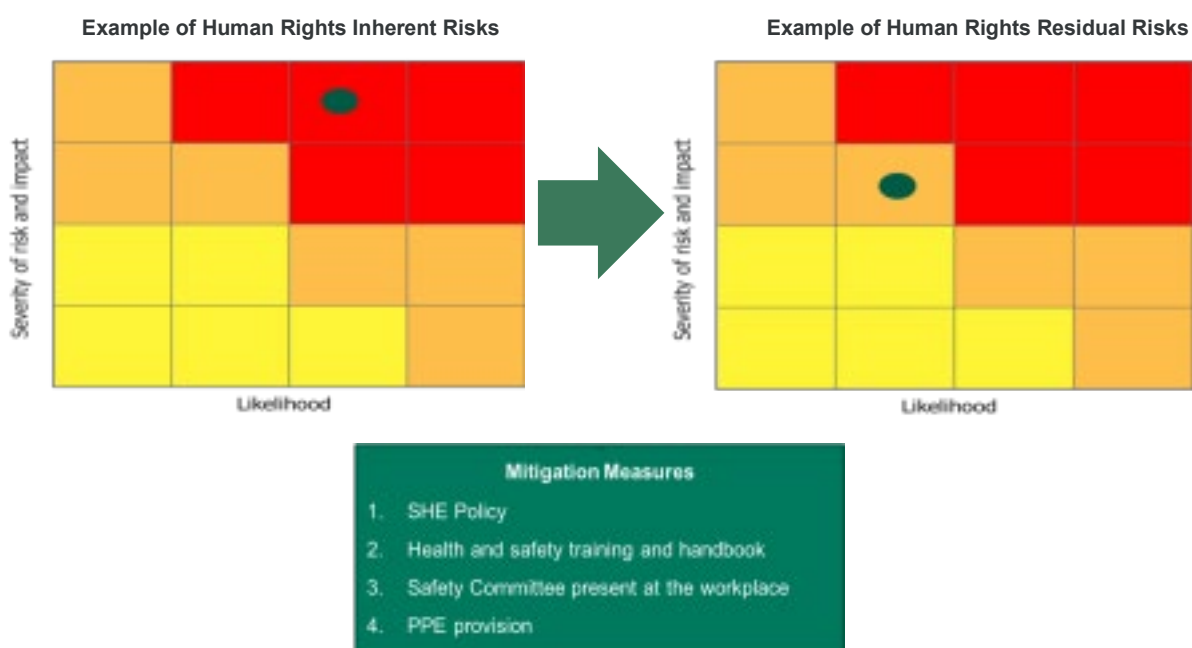 Example of Human Rights Inherent Risks
Example of Human Rights Residual Risks
Severity of risk and impact
Likelihood
Severity of risk and impact
Likelihood
Mitigation Measures
1. SHE Policy
2. Health and safety training and handbook
3. Safety Committee present at the workplace
4. PPE provision